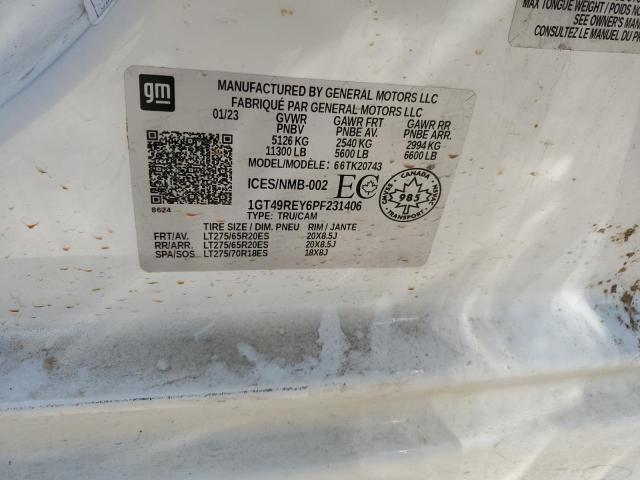 MAX TONGUE WEIGHT / POIDS
SEE OWNER'S MAN
CONSULTEZ LE MANUEL DU PR
gm
MANUFACTURED BY GENERAL MOTORS LLC
FABRIQUÉ PAR GENERAL MOTORS LLC
01/23 GVWR GAWR FRT GAWR RR
PNBV PNBE AV. PNBE ARR.
5126 KG 2540 KG 2994 KG
11300 LB 5600 LB 6600 LB
MODEL/MODÈLE: 66TK20743
ICES/NMB-002 EC
CANADA 985
8624
1GT49REY6PF231406
TYPE: TRU/CAM
TIRE SIZE / DIM. PNEU RIM / JANTE
FRT/AV. LT275/65R20ES 20X8.5J
RR/ARR. LT275/65R20ES 20X8.5J
SPA/SOS LT275/70R18ES 18X8J